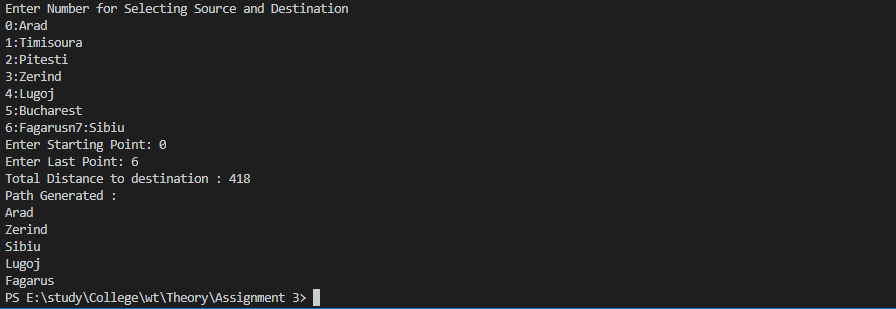 Enter Number for Selecting Source and Destination
0:Arad
1:Timisoura
2:Pitesti
3:Zerind
4:Lugoj
5:Bucharest
6:Fagarusn7:Sibiu
Enter Starting Point: 0
Enter Last Point: 6
Total Distance to destination : 418
Path Generated :
Arad
Zerind
Sibiu
Lugoj
Fagarus
PS E:\study\College\wt\Theory\Assignment 3>